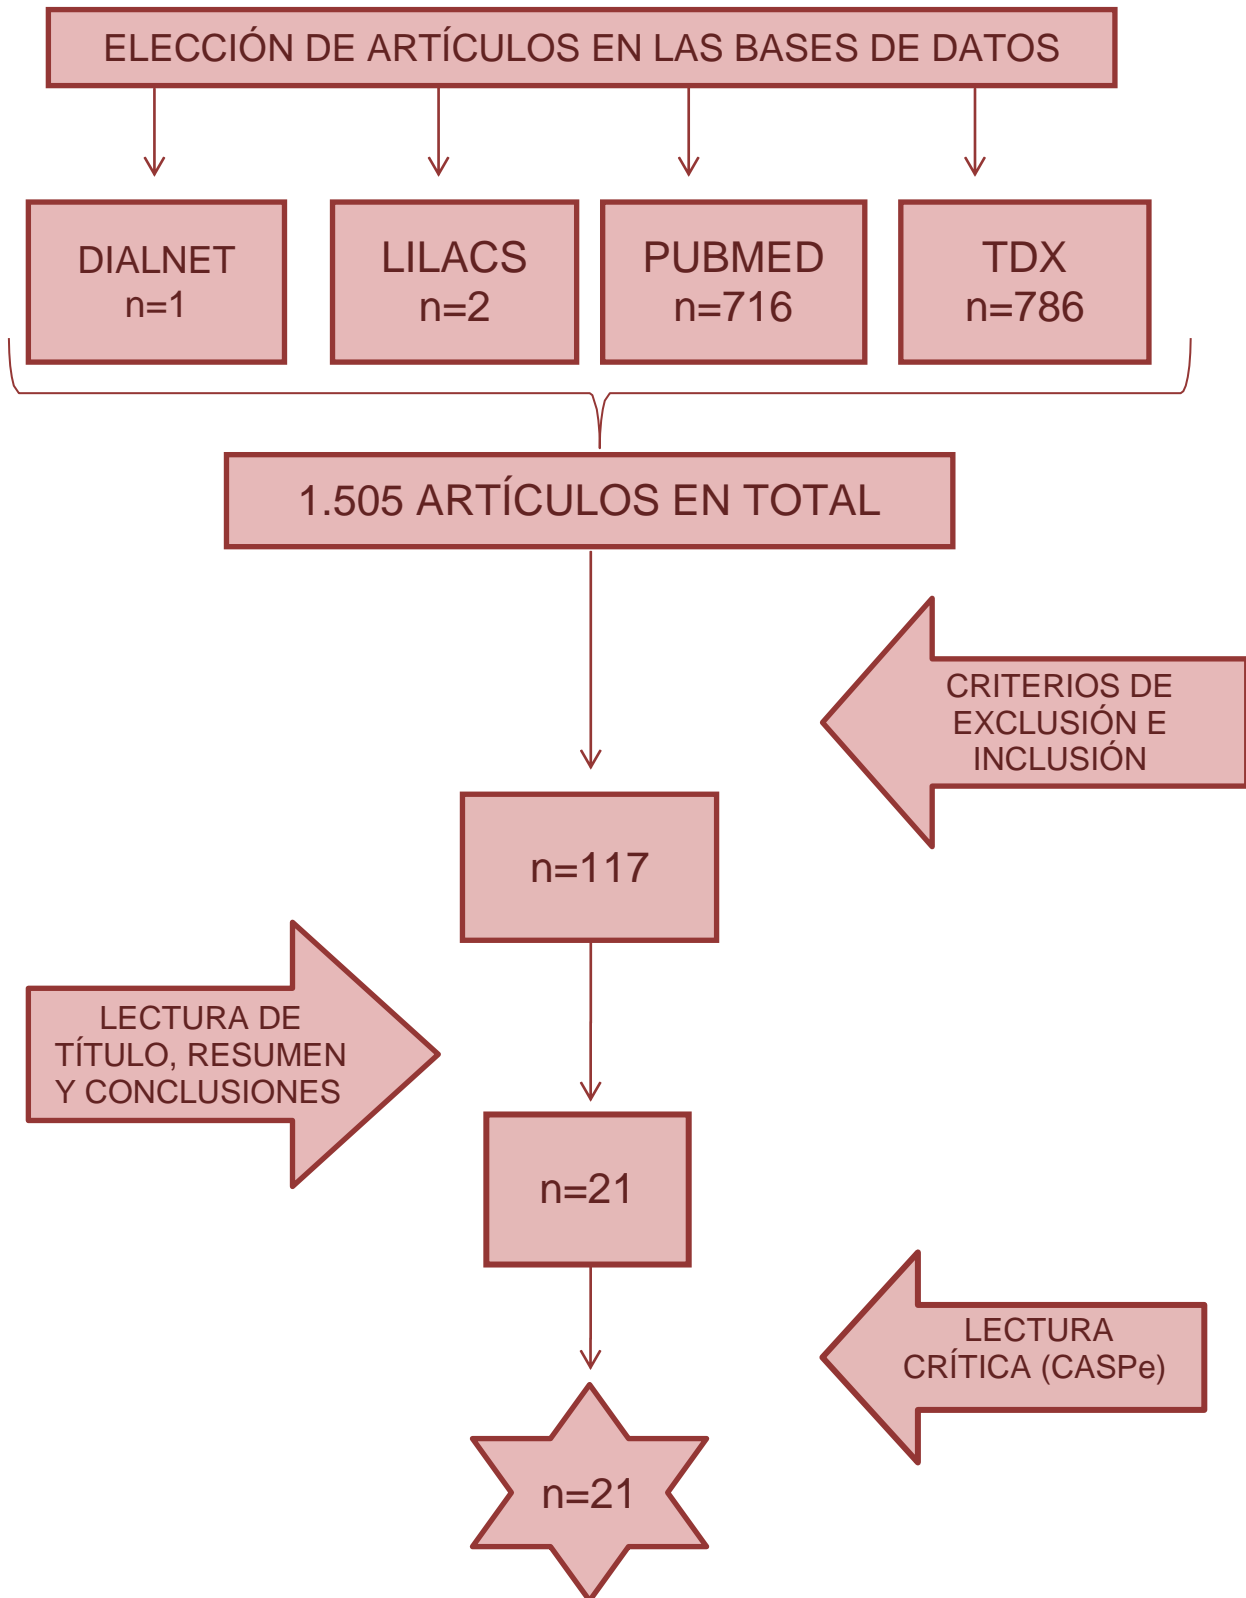 ELECCIÓN DE ARTÍCULOS EN LAS BASES DE DATOS
DIALNET
n=1
LILACS
n=2
PUBMED
n=716
TDX
n=786
1.505 ARTÍCULOS EN TOTAL
CRITERIOS DE
EXCLUSIÓN E
INCLUSIÓN
n=117
LECTURA DE
TÍTULO, RESUMEN
Y CONCLUSIONES
n=21
LECTURA
CRÍTICA (CASPe)
n=21